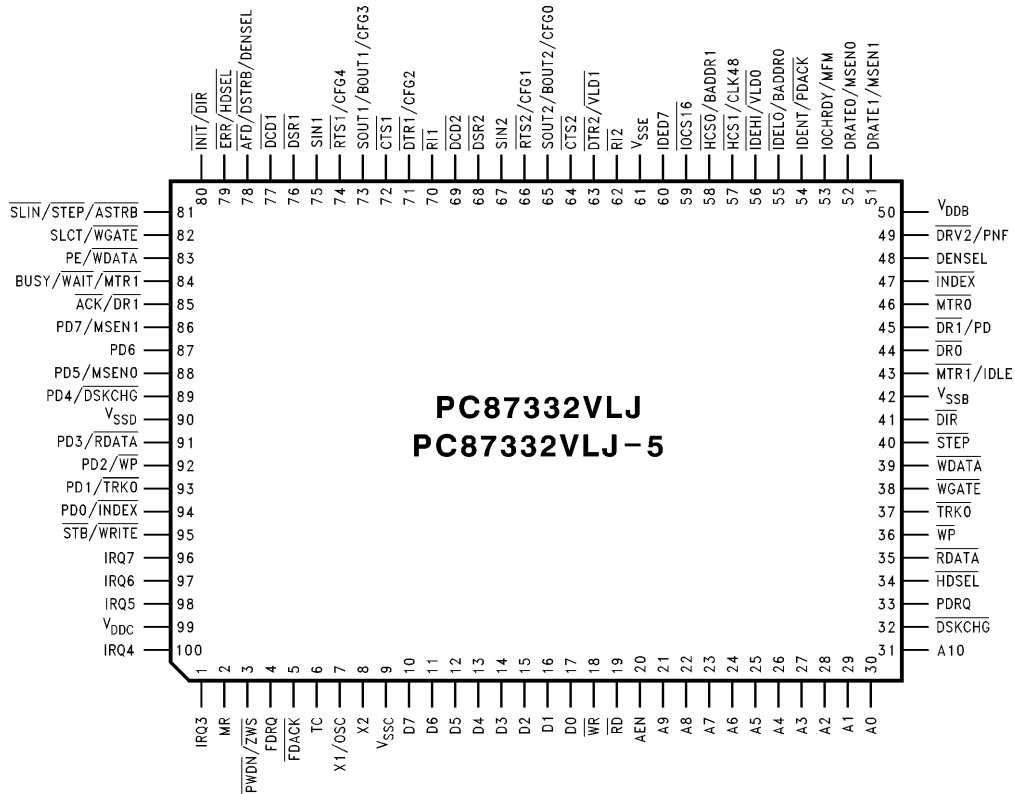 INIT/DIR
ERR/HDSEL
AFD/DSTRB/DENSEL
DCD1
DSR1
SIN1
RTS1/CFG4
SOUT1/BOUT1/CFG3
CTS1
DTR1/CFG2
RI1
DCD2
DSR2
SIN2
RTS2/CFG1
SOUT2/BOUT2/CFG0
CTS2
DTR2/VLD1
RI2
VSSE
IDED7
IOCS16
HCS0/BADDR1
HCS1/CLK48
IDEHI/VLD0
IDELO/BADDR0
IDENT/PDACK
IOCHRDY/MFM
DRATE0/MSEN0
DRATE1/MSEN1
80 79 78 77 76 75 74 73 72 71 70 69 68 67 66 65 64 63 62 61 60 59 58 57 56 55 54 53 52 51
SLIN/STEP/ASTRB 81
SLCT/WGATE 82
PE/WDATA 83
BUSY/WAIT/MTR1 84
ACK/DR1 85
PD7/MSEN1 86
PD6 87
PD5/MSEN0 88
PD4/DSKCHG 89
VSSD 90
PD3/RDATA 91
PD2/WP 92
PD1/TRK0 93
PD0/INDEX 94
STB/WRITE 95
IRQ7 96
IRQ6 97
IRQ5 98
VDDC 99
IRQ4 100
PC87332VLJ
PC87332VLJ-5
50 VDDB
49 DRV2/PNF
48 DENSEL
47 INDEX
46 MTR0
45 DR1/PD
44 DR0
43 MTR1/IDLE
42 VSSB
41 DIR
40 STEP
39 WDATA
38 WGATE
37 TRK0
36 WP
35 RDATA
34 HDSEL
33 PDRQ
32 DSKCHG
31 A10
1 2 3 4 5 6 7 8 9 10 11 12 13 14 15 16 17 18 19 20 21 22 23 24 25 26 27 28 29 30
IRQ3
MR
PWDN/ZWS
FDRQ
FDACK
TC
X1/OSC
X2
VSSC
D7
D6
D5
D4
D3
D2
D1
D0
WR
RD
AEN
A9
A8
A7
A6
A5
A4
A3
A2
A1
A0